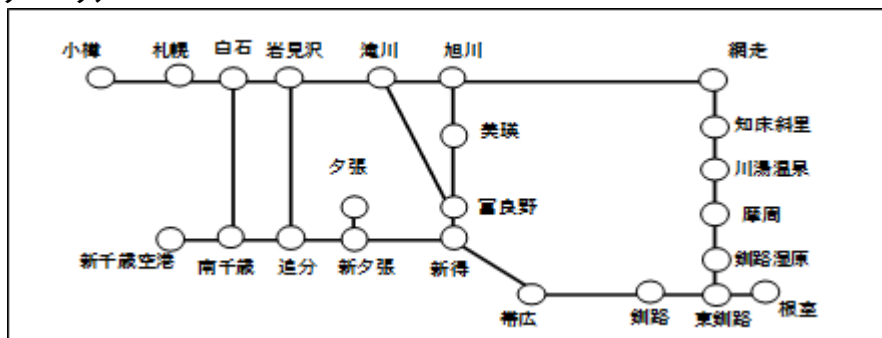 小樽
札幌
白石
岩見沢
滝川
旭川
網走
知床斜里
美瑛
川湯温泉
夕張
富良野
摩周
釧路湿原
新千歳空港
南千歳
追分
新夕張
新得
帯広
釧路
東釧路
根室